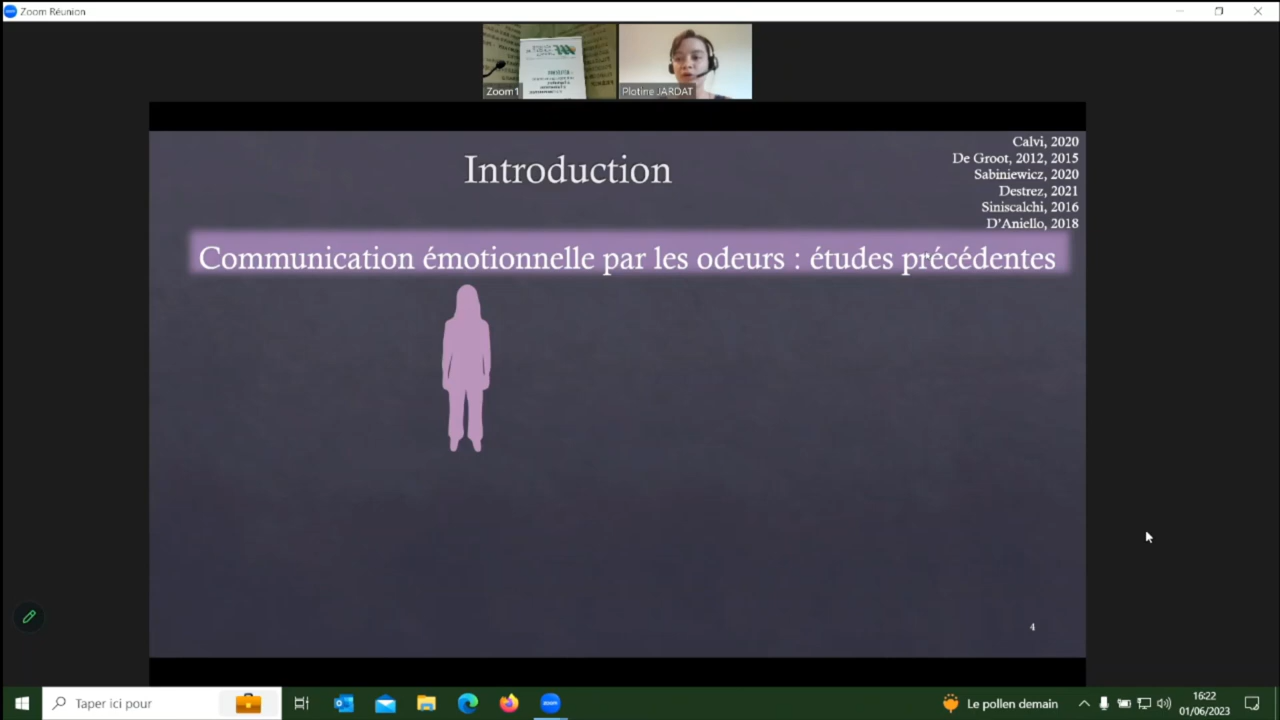 Zoom Réunion
Zoom1
Plotine JARDAT
Calvi, 2020
De Groot, 2012, 2015
Sabiniewicz, 2020
Destrez, 2021
Siniscalchi, 2016
D'Aniello, 2018
Introduction
Communication émotionnelle par les odeurs : études précédentes
4
Taper ici pour
zoom
Le pollen demain
16:22
01/06/2023